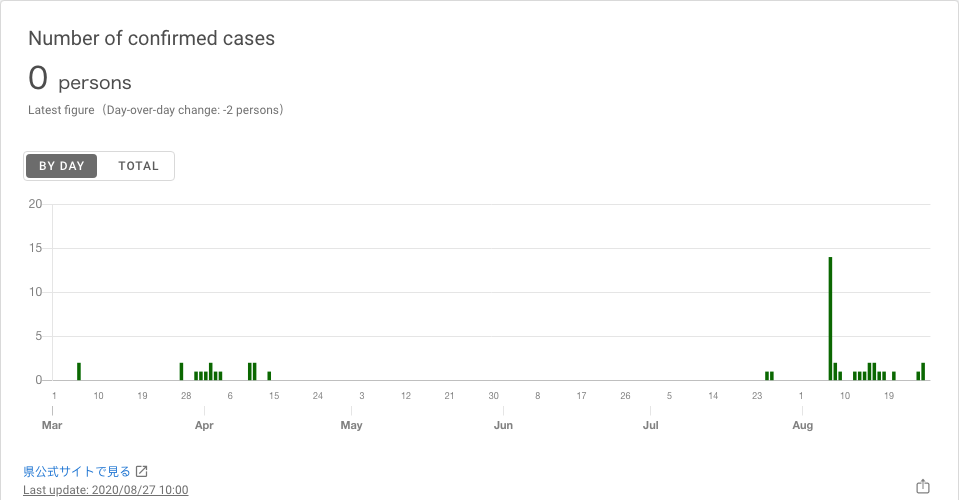 Number of confirmed cases
0 persons
Latest figure（Day-over-day change: -2 persons）
BY DAY TOTAL
20
15
10
5
0
1 10 19 28 6 15 24 3 12 21 30 8 17 26 5 14 23 1 10 19
Mar Apr May Jun Jul Aug
県公式サイトで見る
Last update: 2020/08/27 10:00